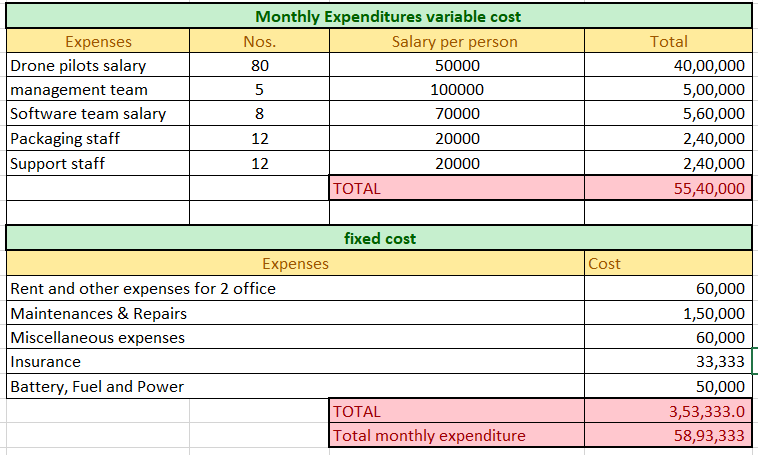 Monthly Expenditures variable cost
Expenses Nos. Salary per person Total
Drone pilots salary 80 50000 40,00,000
management team 5 100000 5,00,000
Software team salary 8 70000 5,60,000
Packaging staff 12 20000 2,40,000
Support staff 12 20000 2,40,000
TOTAL 55,40,000
fixed cost
Expenses Cost
Rent and other expenses for 2 office 60,000
Maintenances & Repairs 1,50,000
Miscellaneous expenses 60,000
Insurance 33,333
Battery, Fuel and Power 50,000
TOTAL 3,53,333.0
Total monthly expenditure 58,93,333